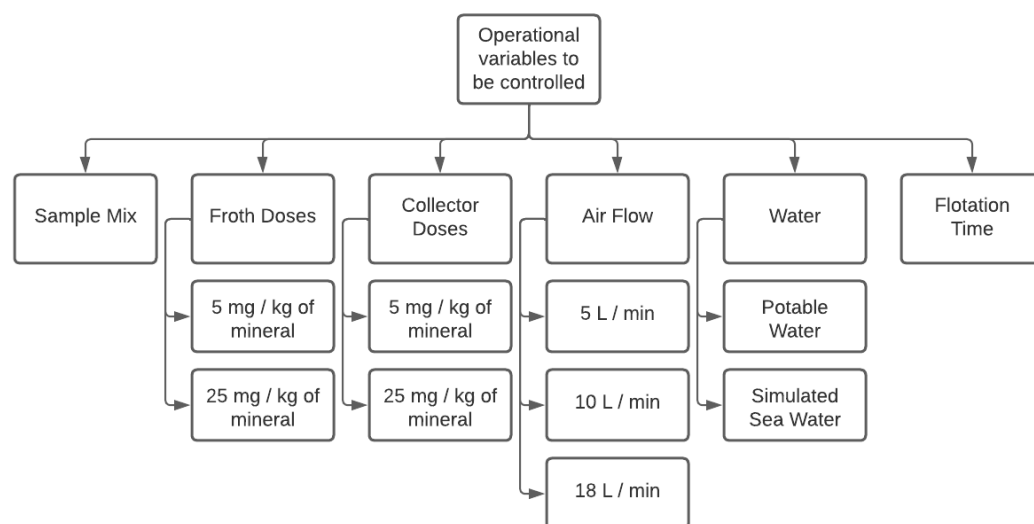 Operational
variables to
be controlled
Sample Mix
Froth Doses
Collector
Doses
Air Flow
Water
Flotation
Time
5 mg / kg of
mineral
5 mg / kg of
mineral
5 L / min
Potable
Water
25 mg / kg of
mineral
25 mg / kg of
mineral
10 L / min
Simulated
Sea Water
18 L / min